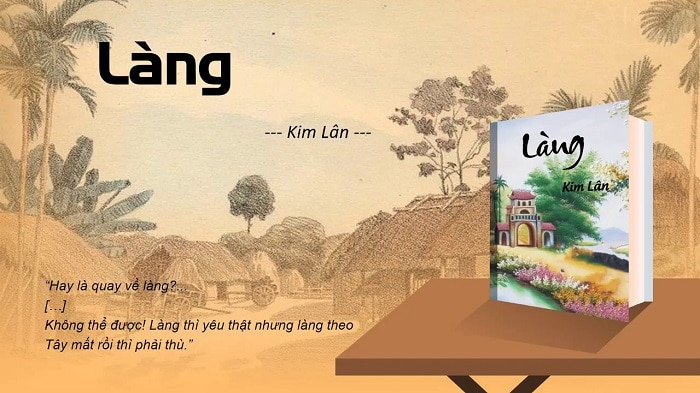 Làng
--- Kim Lân ---
Làng
Kim Lân
“Hay là quay về làng?...
[…]
Không thể được! Làng thì yêu thật nhưng làng theo
Tây mất rồi thì phải thù.”